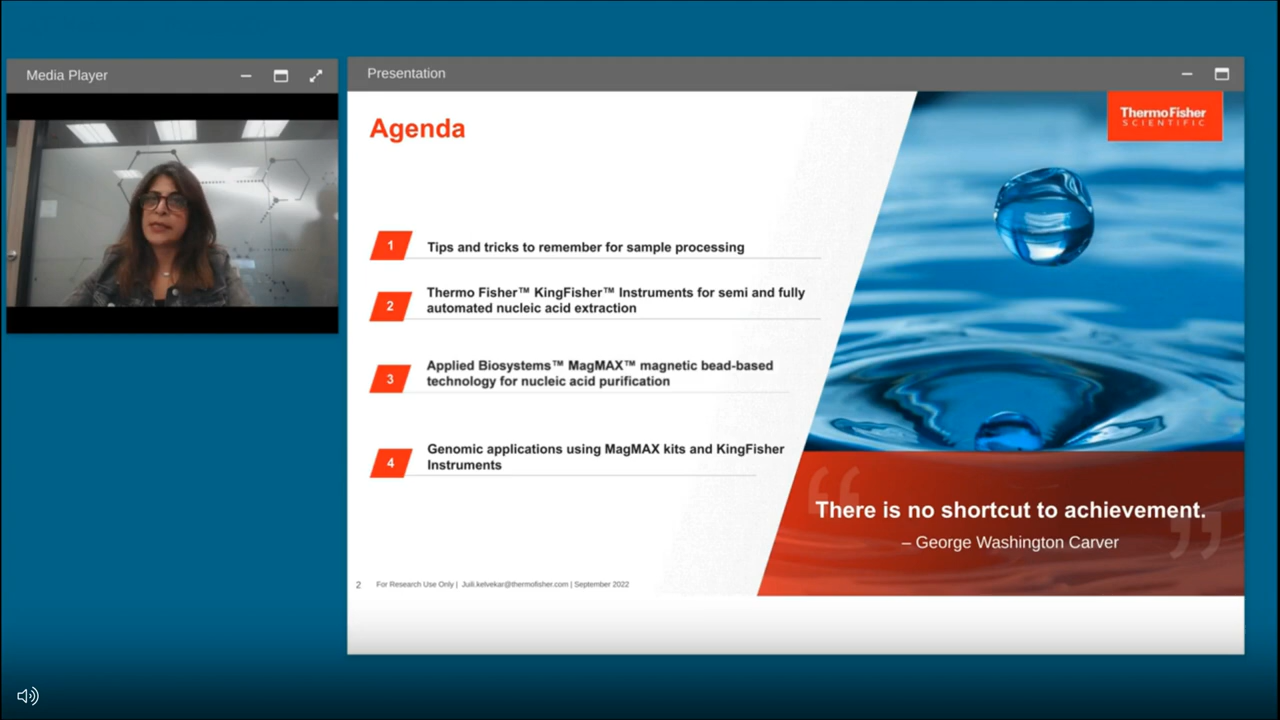 Media Player
Presentation
Agenda
ThermoFisher
SCIENTIFIC
1
Tips and tricks to remember for sample processing
2
Thermo Fisher™ KingFisher™ Instruments for semi and fully
automated nucleic acid extraction
3
Applied Biosystems™ MagMAX™ magnetic bead-based
technology for nucleic acid purification
4
Genomic applications using MagMAX kits and KingFisher
Instruments
“
There is no shortcut to achievement.
– George Washington Carver
”
2
For Research Use Only | Juili.kelvekar@thermofisher.com | September 2022